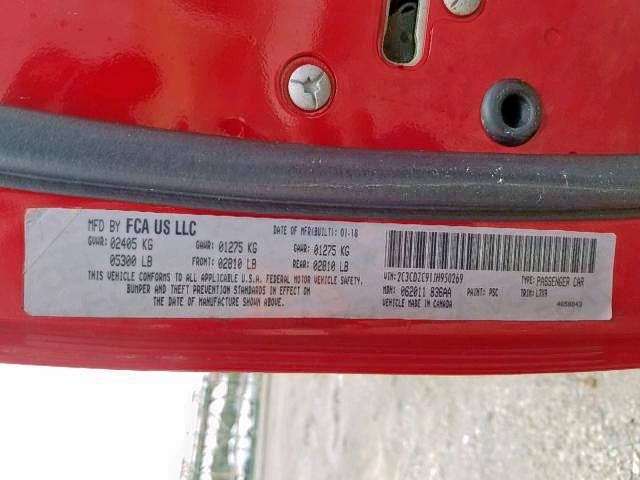 MFD BY FCA US LLC DATE OF MFR(BUILT): 01-18
GVWR: 02405 KG GAWR: 01275 KG GAWR: 01275 KG
05300 LB FRONT: 02810 LB REAR: 02810 LB
THIS VEHICLE CONFORMS TO ALL APPLICABLE U.S.A. FEDERAL MOTOR VEHICLE SAFETY,
BUMPER AND THEFT PREVENTION STANDARDS IN EFFECT ON
THE DATE OF MANUFACTURE SHOWN ABOVE.
VIN: 2C3CDZC91JH950269 TYPE: PASSENGER CAR
MDH: 062011 836AA PAINT: PSC TRIM: L7X9
VEHICLE MADE IN CANADA